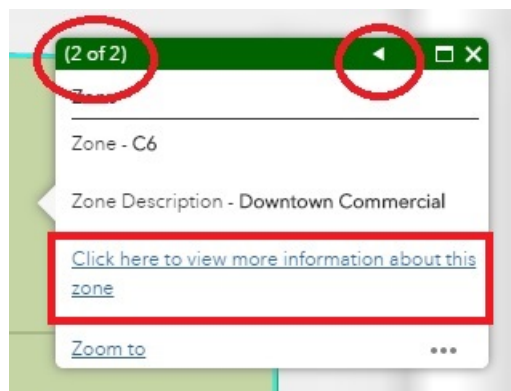 (2 of 2)
Zone
Zone - C6
Zone Description - Downtown Commercial
Click here to view more information about this
zone
Zoom to